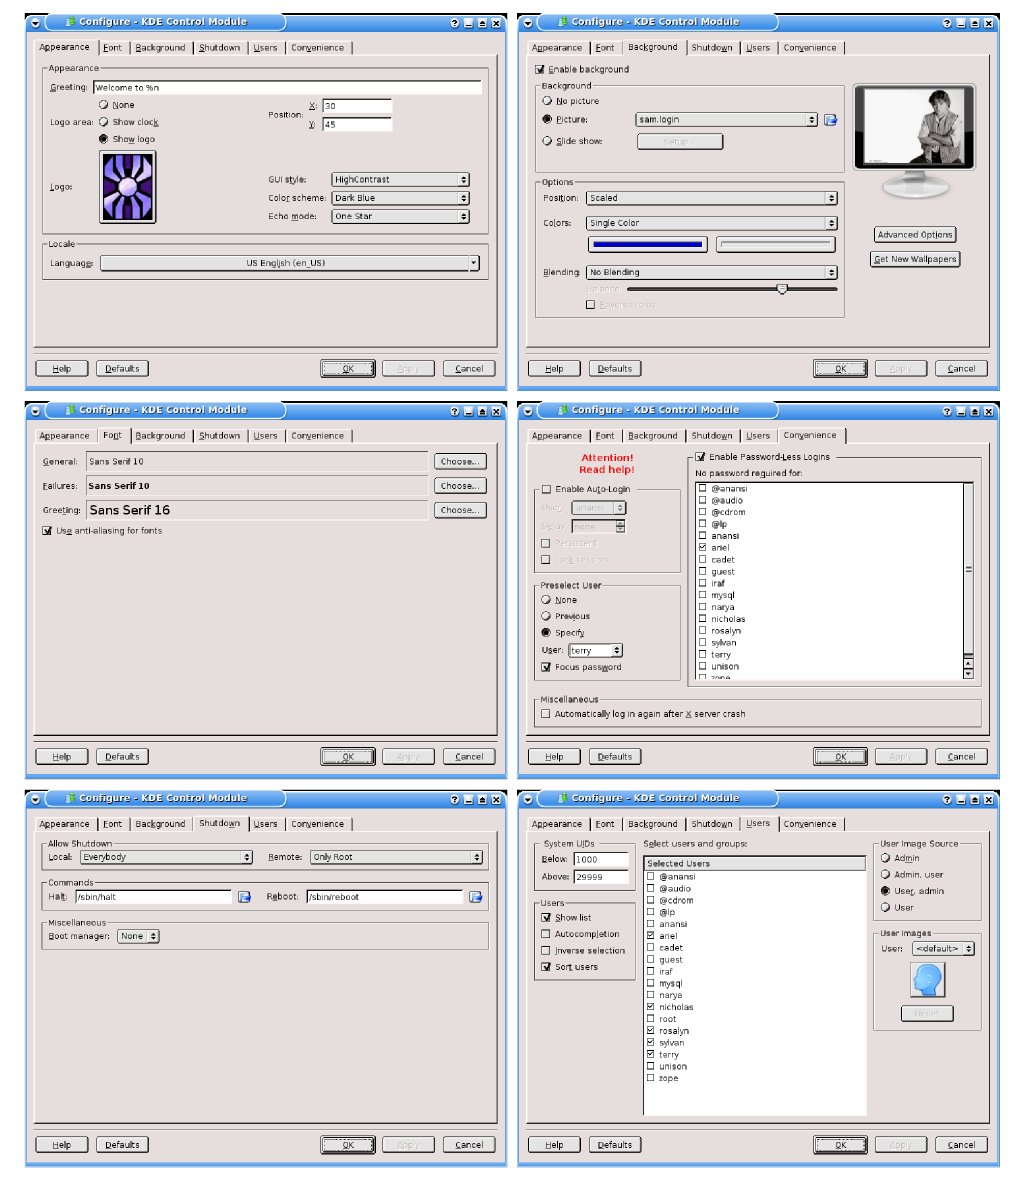 Configure - KDE Control Module
Appearance Font Background Shutdown Users Convenience
Appearance
Greeting: Welcome to %n
None
Logo area: Show clock
Show logo
Position: X: 30
Y: 45
Logo:
GUI style: HighContrast
Color scheme: Dark Blue
Echo mode: One Star
Locale
Language: US English (en_US)
Help Defaults OK Apply Cancel
Configure - KDE Control Module
Appearance Font Background Shutdown Users Convenience
Enable background
Background
No picture
Picture: sam.login
Slide show: Setup...
Options
Position: Scaled
Colors: Single Color
Blending: No Blending
Balance:
Reverse roles
Advanced Options
Get New Wallpapers
Help Defaults OK Apply Cancel
Configure - KDE Control Module
Appearance Font Background Shutdown Users Convenience
General: Sans Serif 10 Choose...
Failures: Sans Serif 10 Choose...
Greeting: Sans Serif 16 Choose...
Use anti-aliasing for fonts
Help Defaults OK Apply Cancel
Configure - KDE Control Module
Appearance Font Background Shutdown Users Convenience
Attention!
Read help!
Enable Auto-Login
User: anansi
Delay: none
Persistent
Lock session
Preselect User
None
Previous
Specify
User: terry
Focus password
Enable Password-Less Logins
No password required for:
@anansi
@audio
@cdrom
@lp
anansi
ariel
cadet
guest
iraf
mysql
narya
nicholas
rosalyn
sylvan
terry
unison
zope
Miscellaneous
Automatically log in again after X server crash
Help Defaults OK Apply Cancel
Configure - KDE Control Module
Appearance Font Background Shutdown Users Convenience
Allow Shutdown
Local: Everybody Remote: Only Root
Commands
Halt: /sbin/halt Reboot: /sbin/reboot
Miscellaneous
Boot manager: None
Help Defaults OK Apply Cancel
Configure - KDE Control Module
Appearance Font Background Shutdown Users Convenience
System UIDs
Below: 1000
Above: 29999
Users
Show list
Autocompletion
Inverse selection
Sort users
Select users and groups:
Selected Users
@anansi
@audio
@cdrom
@lp
anansi
ariel
cadet
guest
iraf
mysql
narya
nicholas
root
rosalyn
sylvan
terry
unison
zope
User Image Source
Admin
Admin, user
User, admin
User
User Images
User: <default>
Unset
Help Defaults OK Apply Cancel